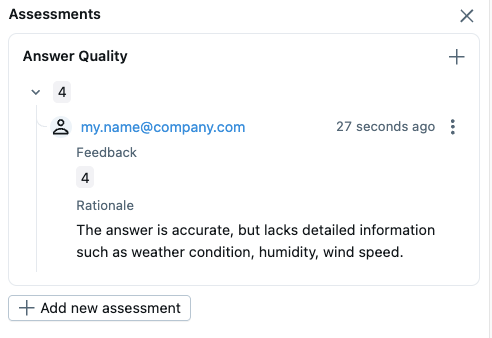 Assessments
Answer Quality
4
my.name@company.com 27 seconds ago
Feedback
4
Rationale
The answer is accurate, but lacks detailed information
such as weather condition, humidity, wind speed.
Add new assessment